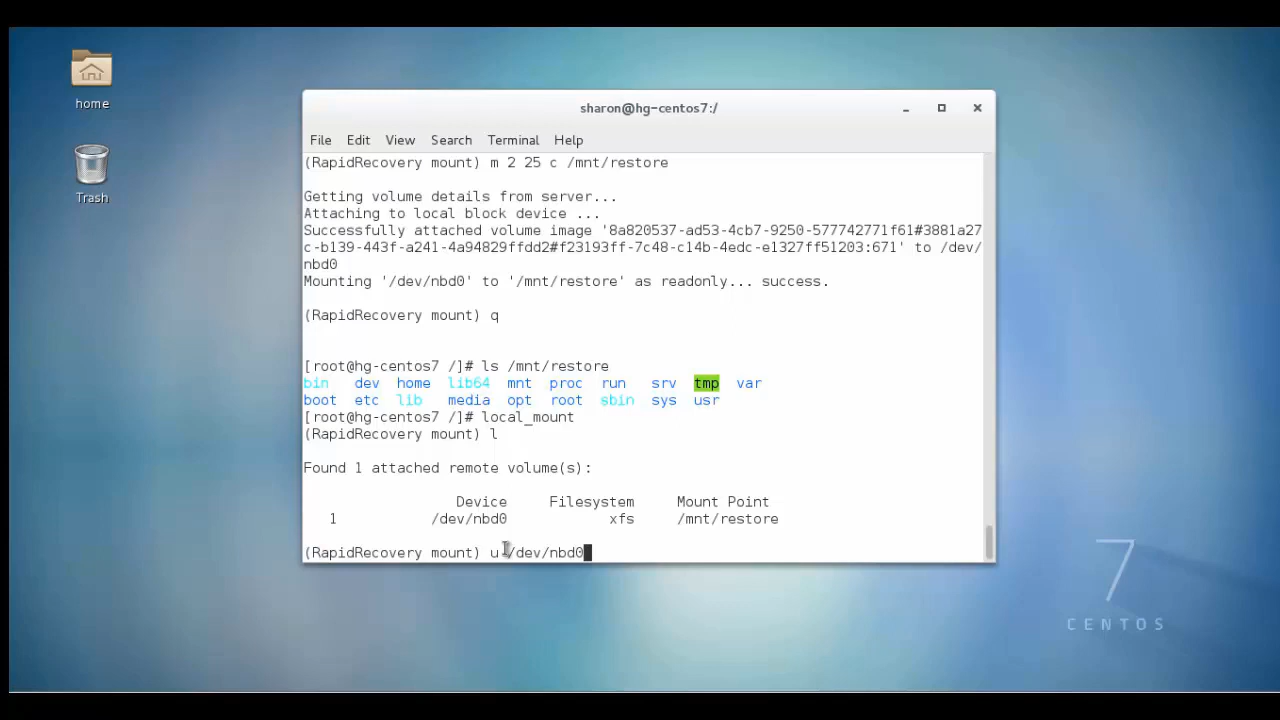 home
Trash
sharon@hg-centos7:/
File Edit View Search Terminal Help
(RapidRecovery mount) m 2 25 c /mnt/restore
Getting volume details from server...
Attaching to local block device ...
Successfully attached volume image '8a820537-ad53-4cb7-9250-577742771f61#3881a27
c-b139-443f-a241-4a94829ffdd2#f23193ff-7c48-c14b-4edc-e1327ff51203:671' to /dev/
nbd0
Mounting '/dev/nbd0' to '/mnt/restore' as readonly... success.
(RapidRecovery mount) q
[root@hg-centos7 /]# ls /mnt/restore
bin dev home lib64 mnt proc run srv tmp var
boot etc lib media opt root sbin sys usr
[root@hg-centos7 /]# local_mount
(RapidRecovery mount) l
Found 1 attached remote volume(s):
Device Filesystem Mount Point
1 /dev/nbd0 xfs /mnt/restore
(RapidRecovery mount) u /dev/nbd0
7
CENTOS